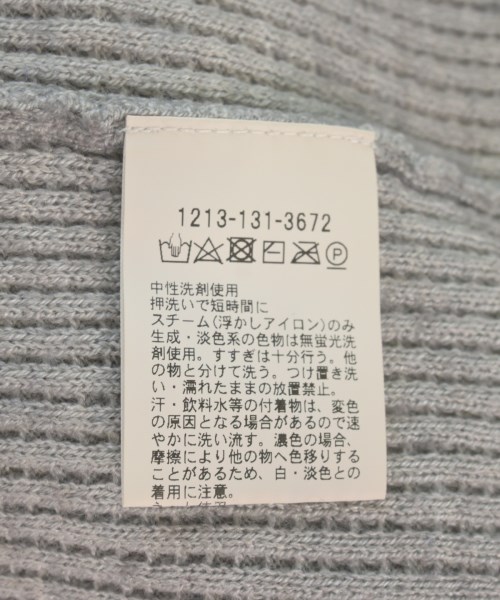 1213-131-3672
P
中性洗剤使用
押洗いで短時間に
スチーム(浮かしアイロン)のみ
生成・淡色系の色物は無蛍光洗
剤使用。すすぎは十分行う。他
の物と分けて洗う。つけ置き洗
い・濡れたままの放置禁止。
汗・飲料水等の付着物は、変色
の原因となる場合があるので速
やかに洗い流す。濃色の場合、
摩擦により他の物へ色移りする
ことがあるため、白・淡色との
着用に注意。